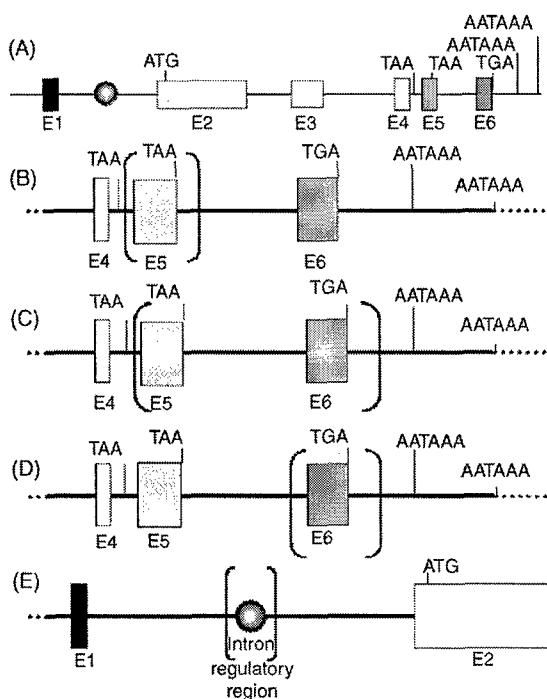 (A)
AATAAA
AATAAA
ATG
TAA
TAA
TGA
E1
E2
E3
E4
E5
E6
(B)
TAA
TAA
TGA
AATAAA
AATAAA
E4
E5
E6
(C)
TAA
TAA
TGA
AATAAA
AATAAA
E4
E5
E6
(D)
TAA
TAA
TGA
AATAAA
AATAAA
E4
E5
E6
(E)
ATG
E1
Intron
regulatory
region
E2